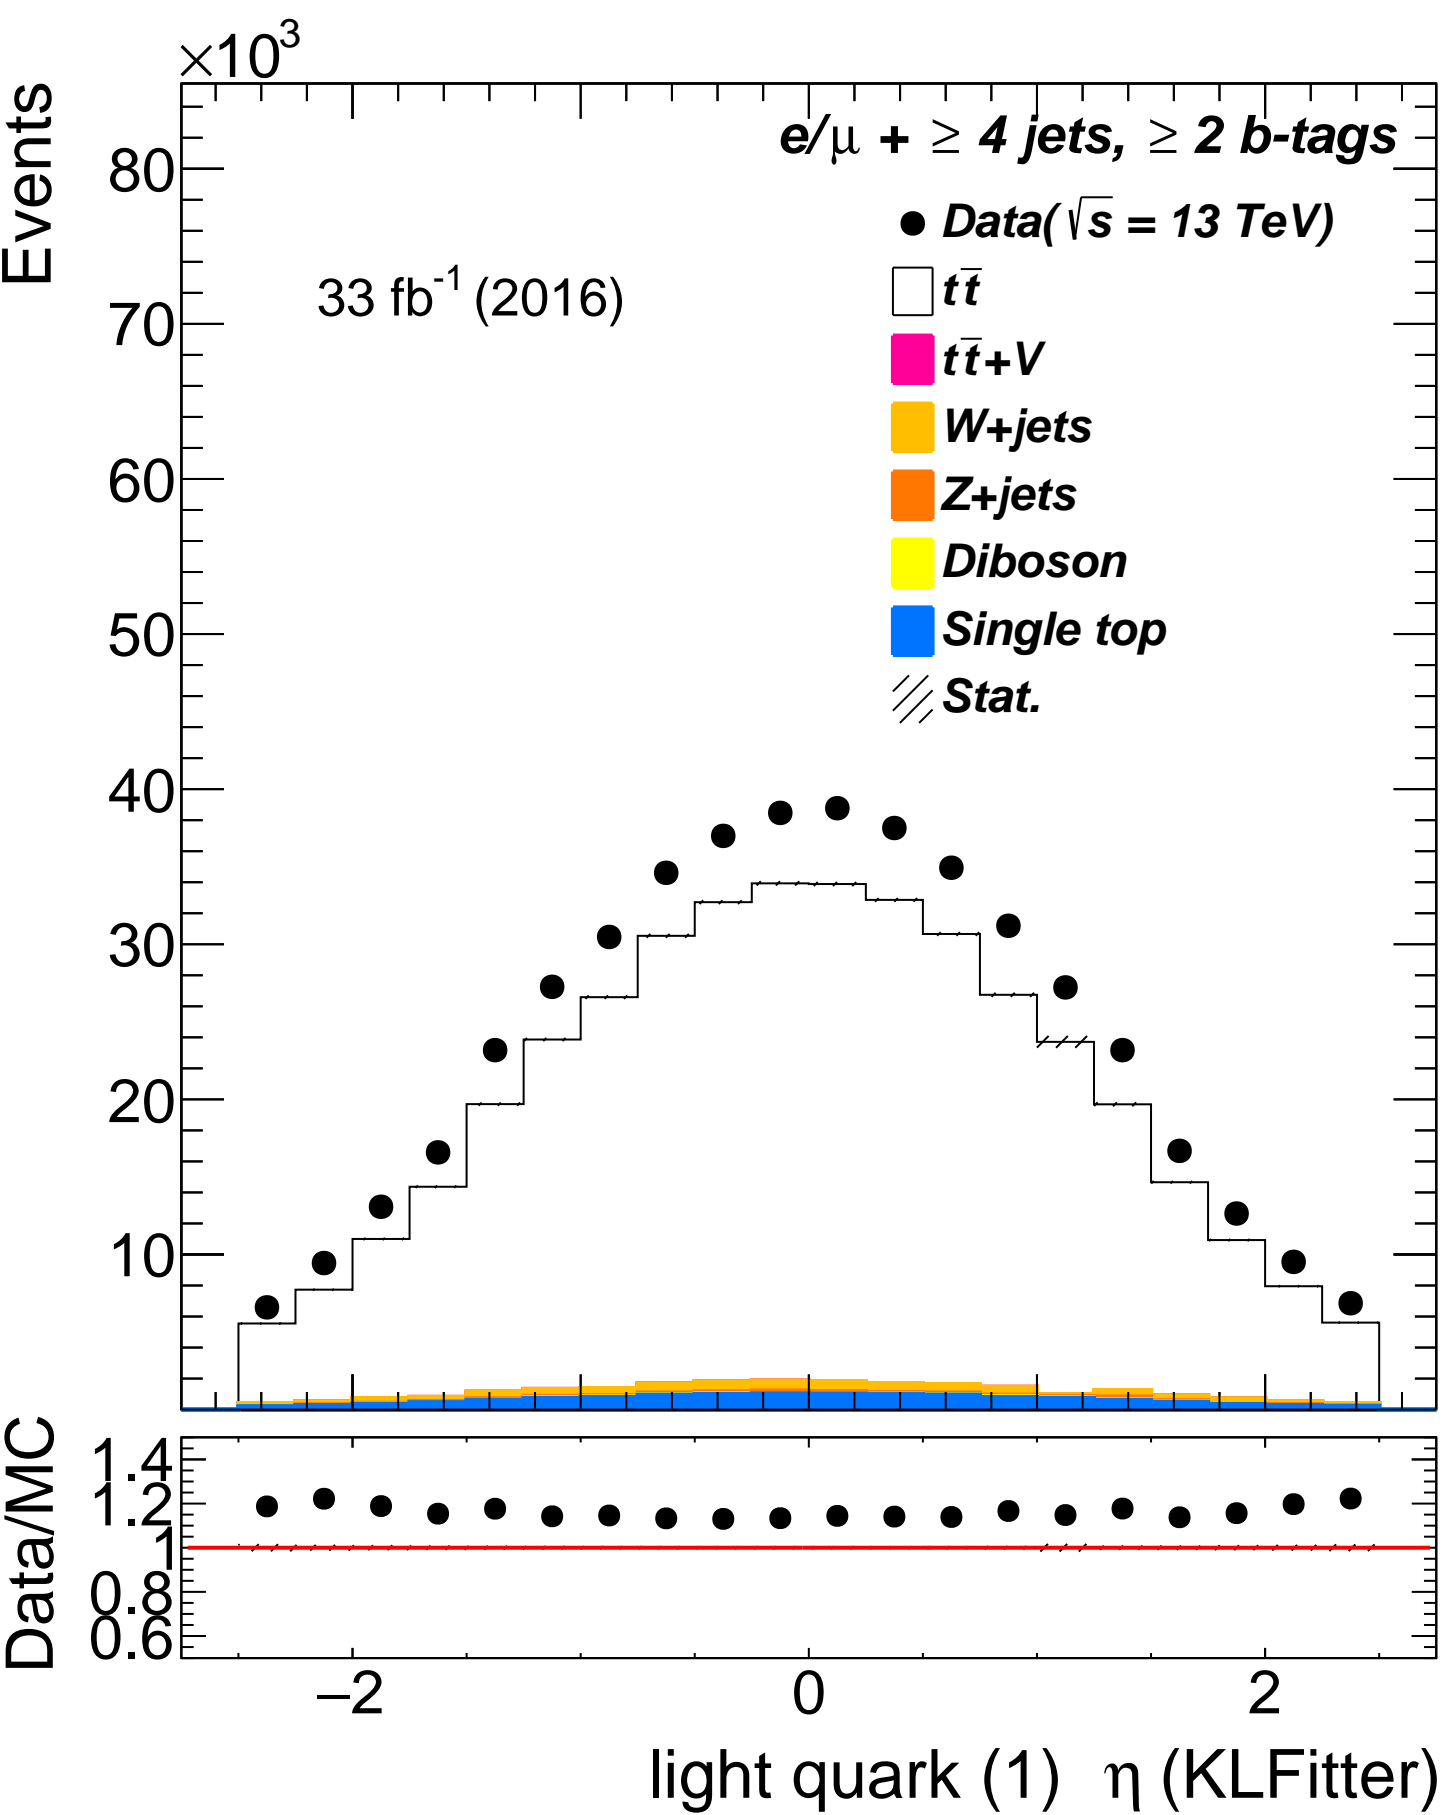 ×10³
Events
80
70
60
50
40
30
20
10
e/μ + ≥ 4 jets, ≥ 2 b-tags
33 fb⁻¹ (2016)
Data(√s = 13 TeV)
tt̅
tt̅+V
W+jets
Z+jets
Diboson
Single top
Stat.
Data/MC
1.4
1.2
1
0.8
0.6
−2 0 2
light quark (1) η (KLFitter)